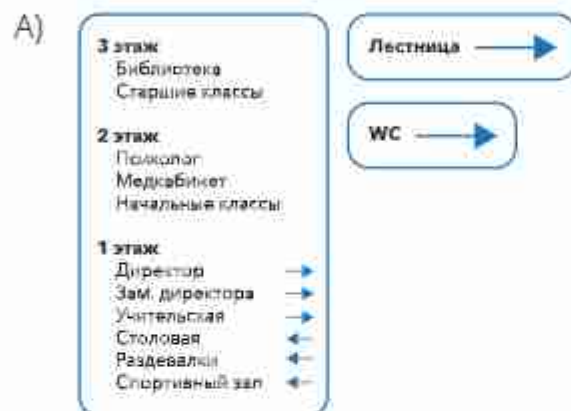 А)
3 этаж
Библиотека
Старшие классы
2 этаж
Психолог
Медкабинет
Начальные классы
1 этаж
Директор
Зам. директора
Учительская
Столовая
Раздевалки
Спортивный зал
Лестница
WC